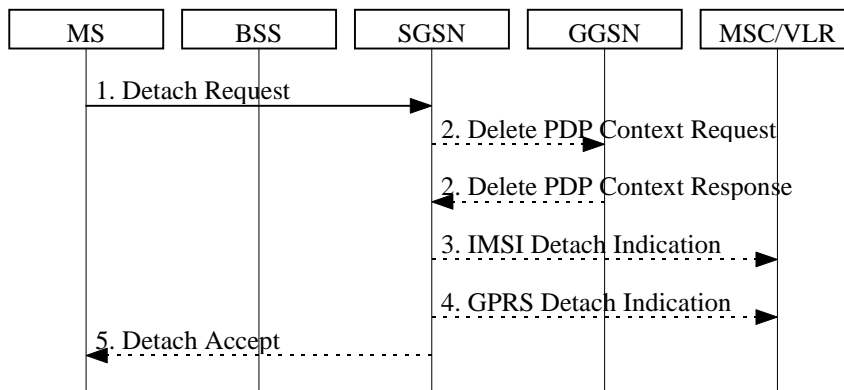 MS
BSS
SGSN
GGSN
MSC/VLR
1. Detach Request
2. Delete PDP Context Request
2. Delete PDP Context Response
3. IMSI Detach Indication
4. GPRS Detach Indication
5. Detach Accept